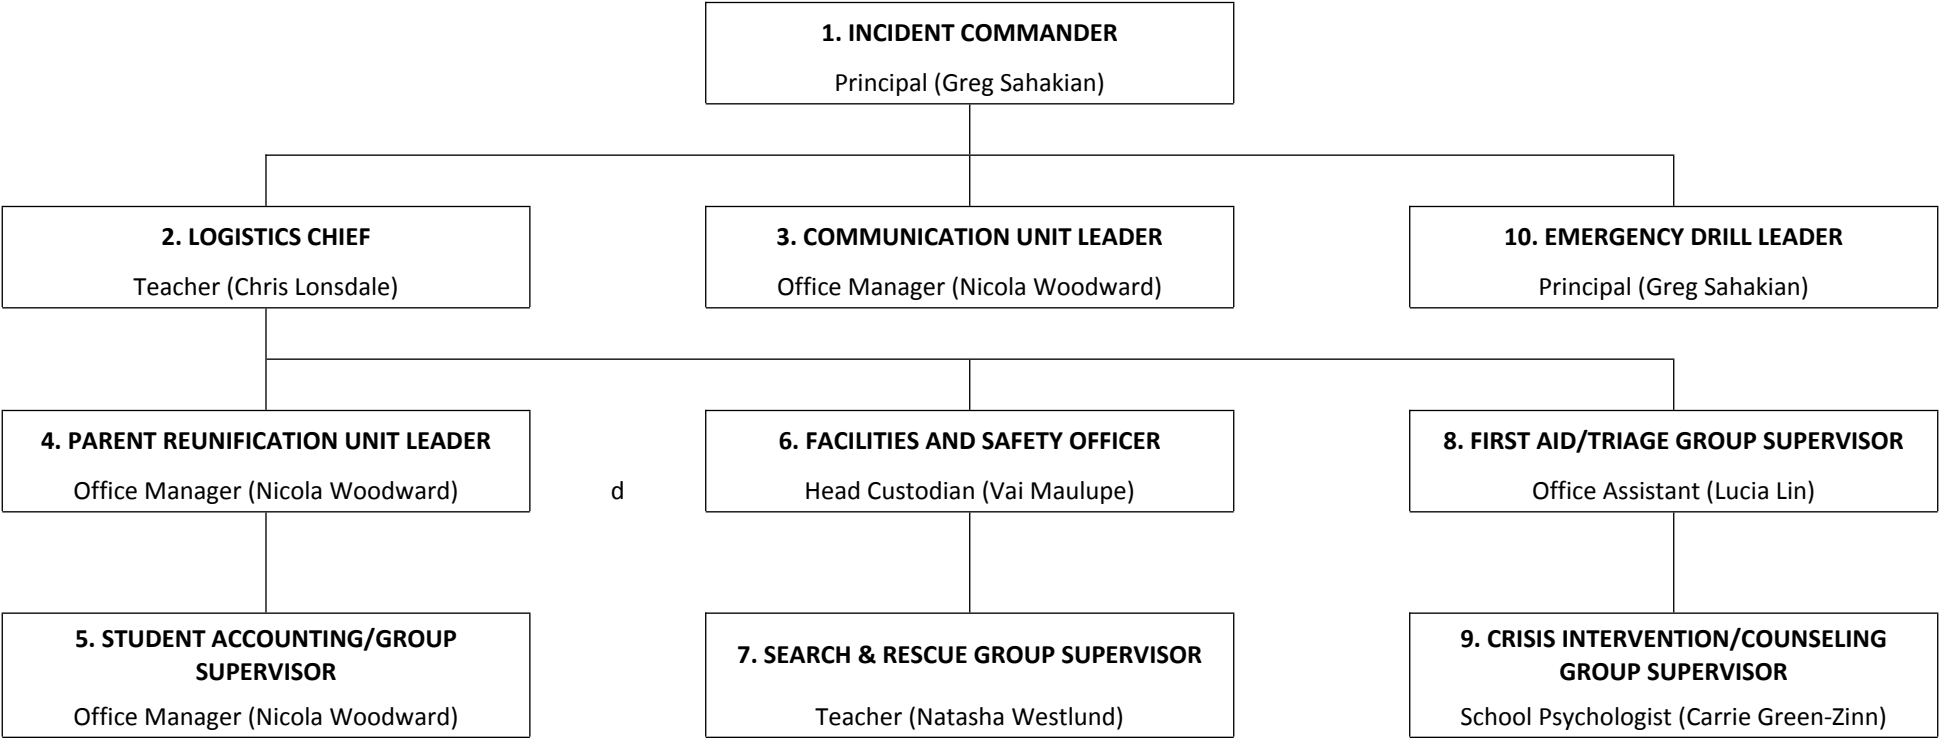 1. INCIDENT COMMANDER
Principal (Greg Sahakian)
2. LOGISTICS CHIEF
Teacher (Chris Lonsdale)
3. COMMUNICATION UNIT LEADER
Office Manager (Nicola Woodward)
10. EMERGENCY DRILL LEADER
Principal (Greg Sahakian)
4. PARENT REUNIFICATION UNIT LEADER
Office Manager (Nicola Woodward)
d
6. FACILITIES AND SAFETY OFFICER
Head Custodian (Vai Maulupe)
8. FIRST AID/TRIAGE GROUP SUPERVISOR
Office Assistant (Lucia Lin)
5. STUDENT ACCOUNTING/GROUP
SUPERVISOR
Office Manager (Nicola Woodward)
7. SEARCH & RESCUE GROUP SUPERVISOR
Teacher (Natasha Westlund)
9. CRISIS INTERVENTION/COUNSELING
GROUP SUPERVISOR
School Psychologist (Carrie Green-Zinn)